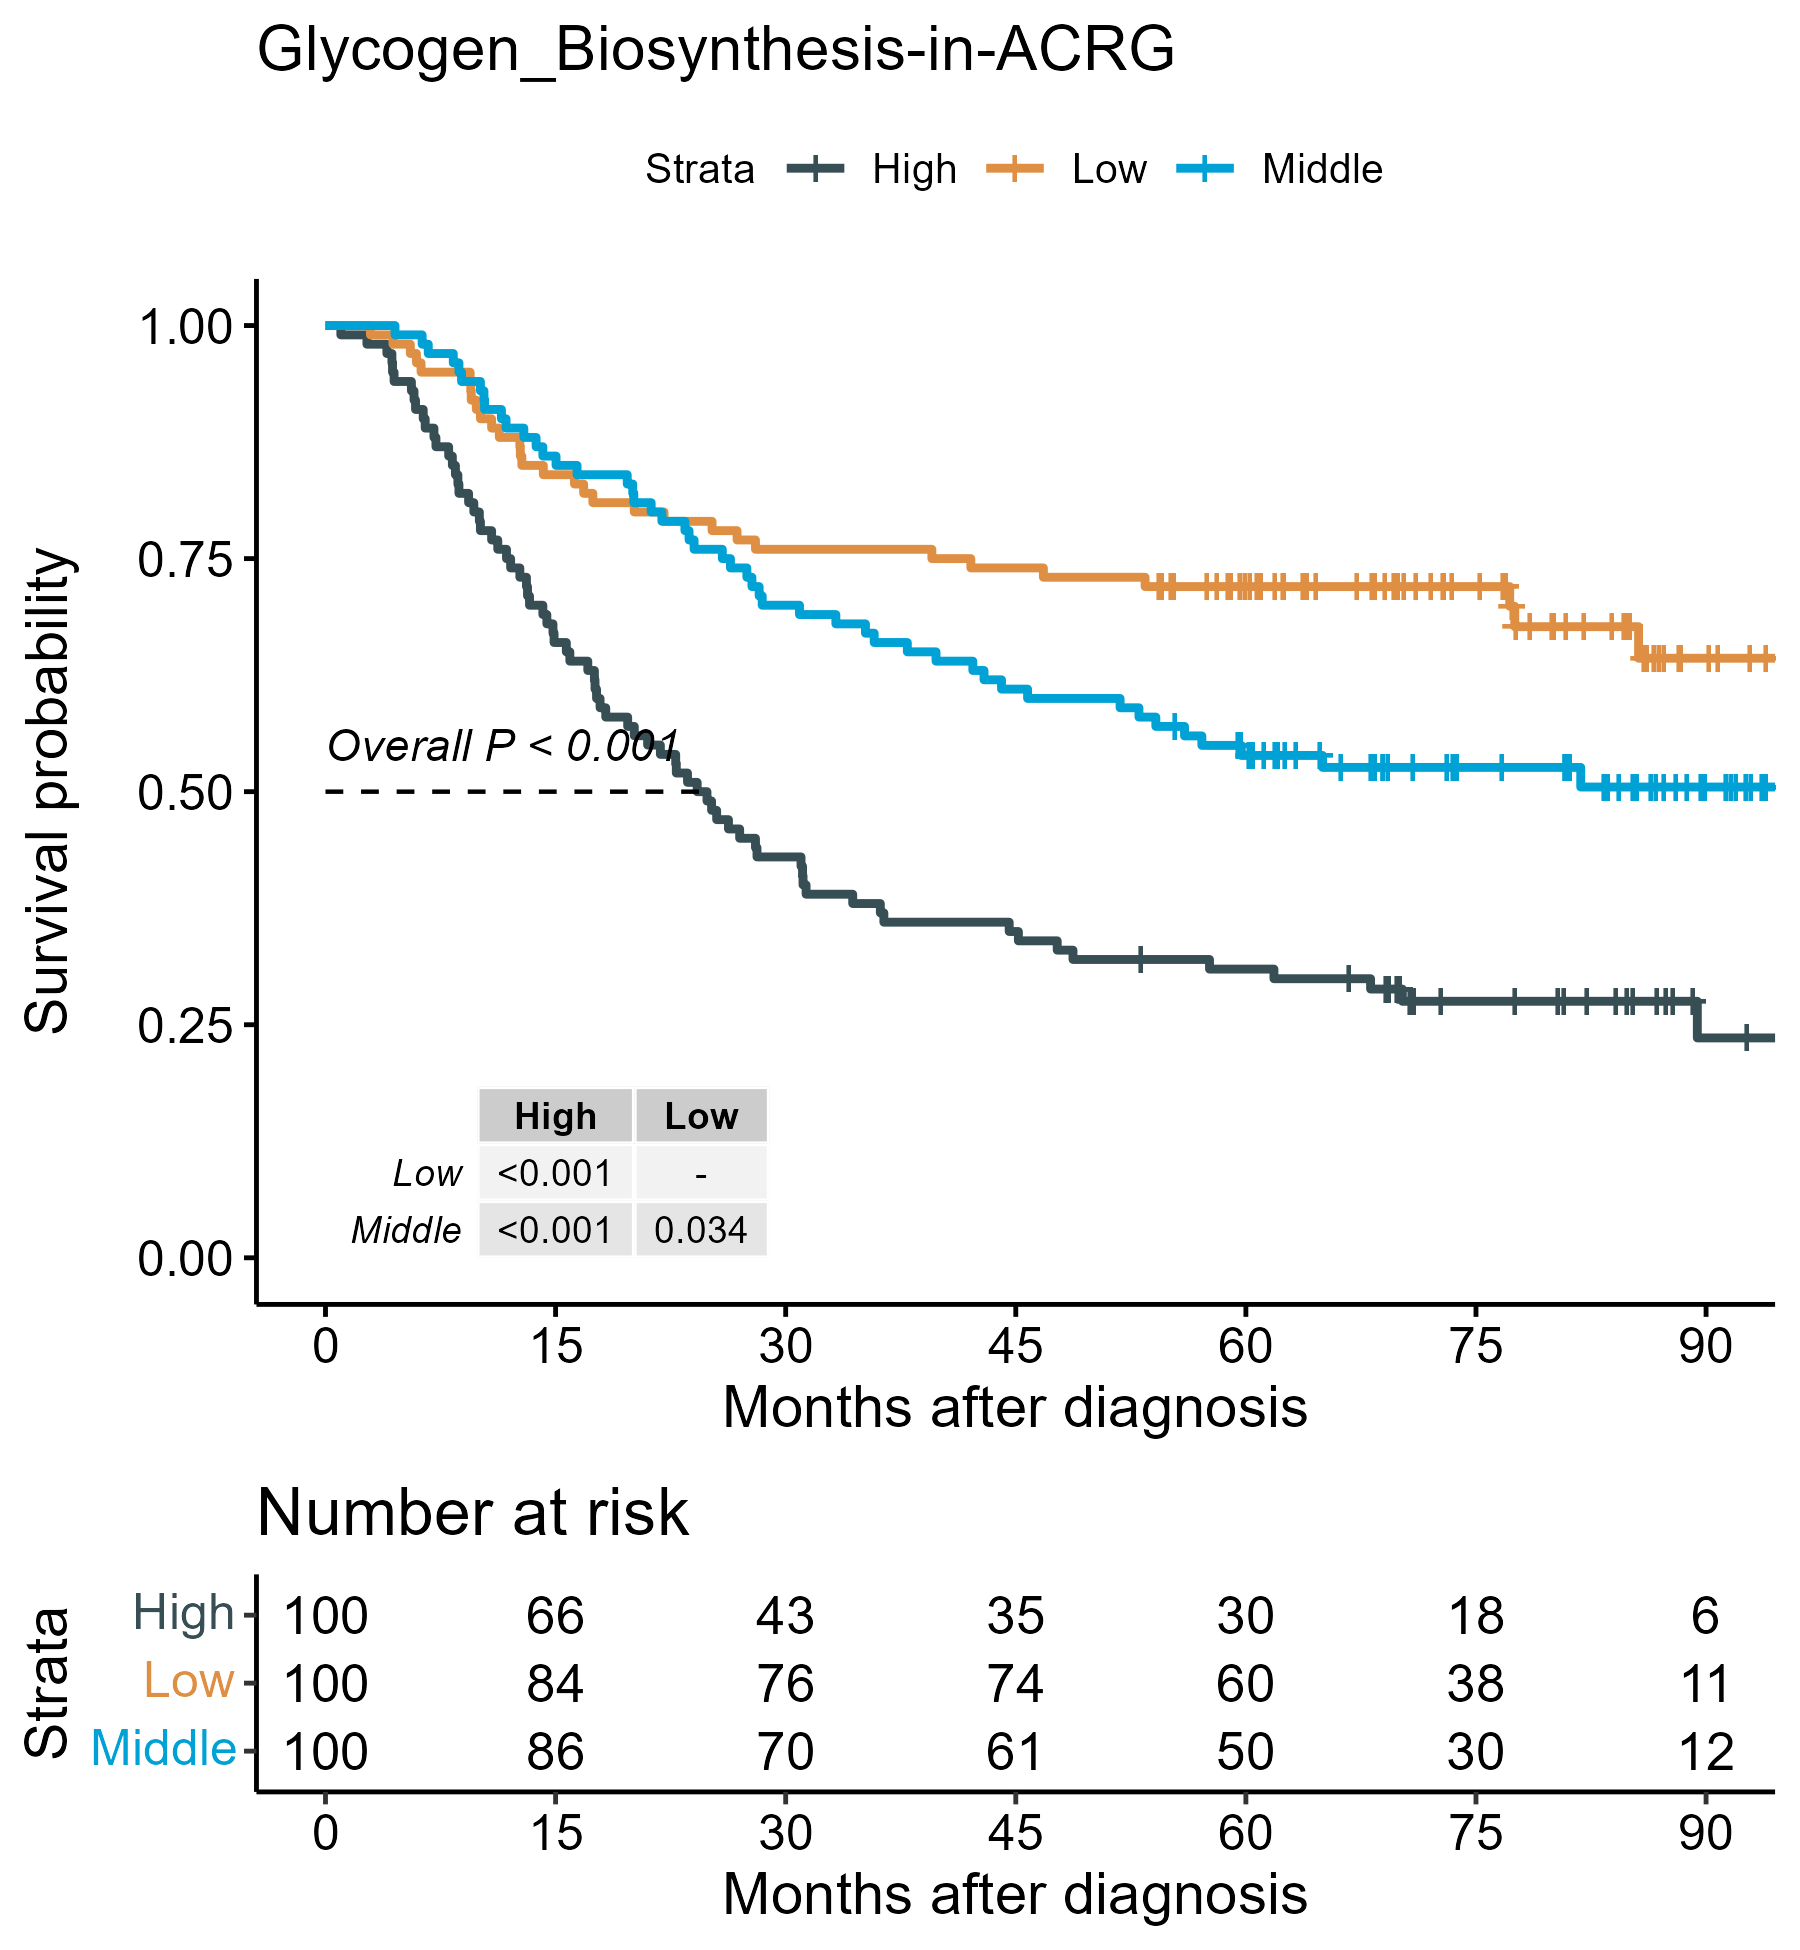 Glycogen_Biosynthesis-in-ACRG
Strata High Low Middle
Survival probability
1.00
0.75
0.50
0.25
0.00
Overall P < 0.001
High Low
Low <0.001 -
Middle <0.001 0.034
0 15 30 45 60 75 90
Months after diagnosis
Number at risk
Strata
High 100 66 43 35 30 18 6
Low 100 84 76 74 60 38 11
Middle 100 86 70 61 50 30 12
0 15 30 45 60 75 90
Months after diagnosis